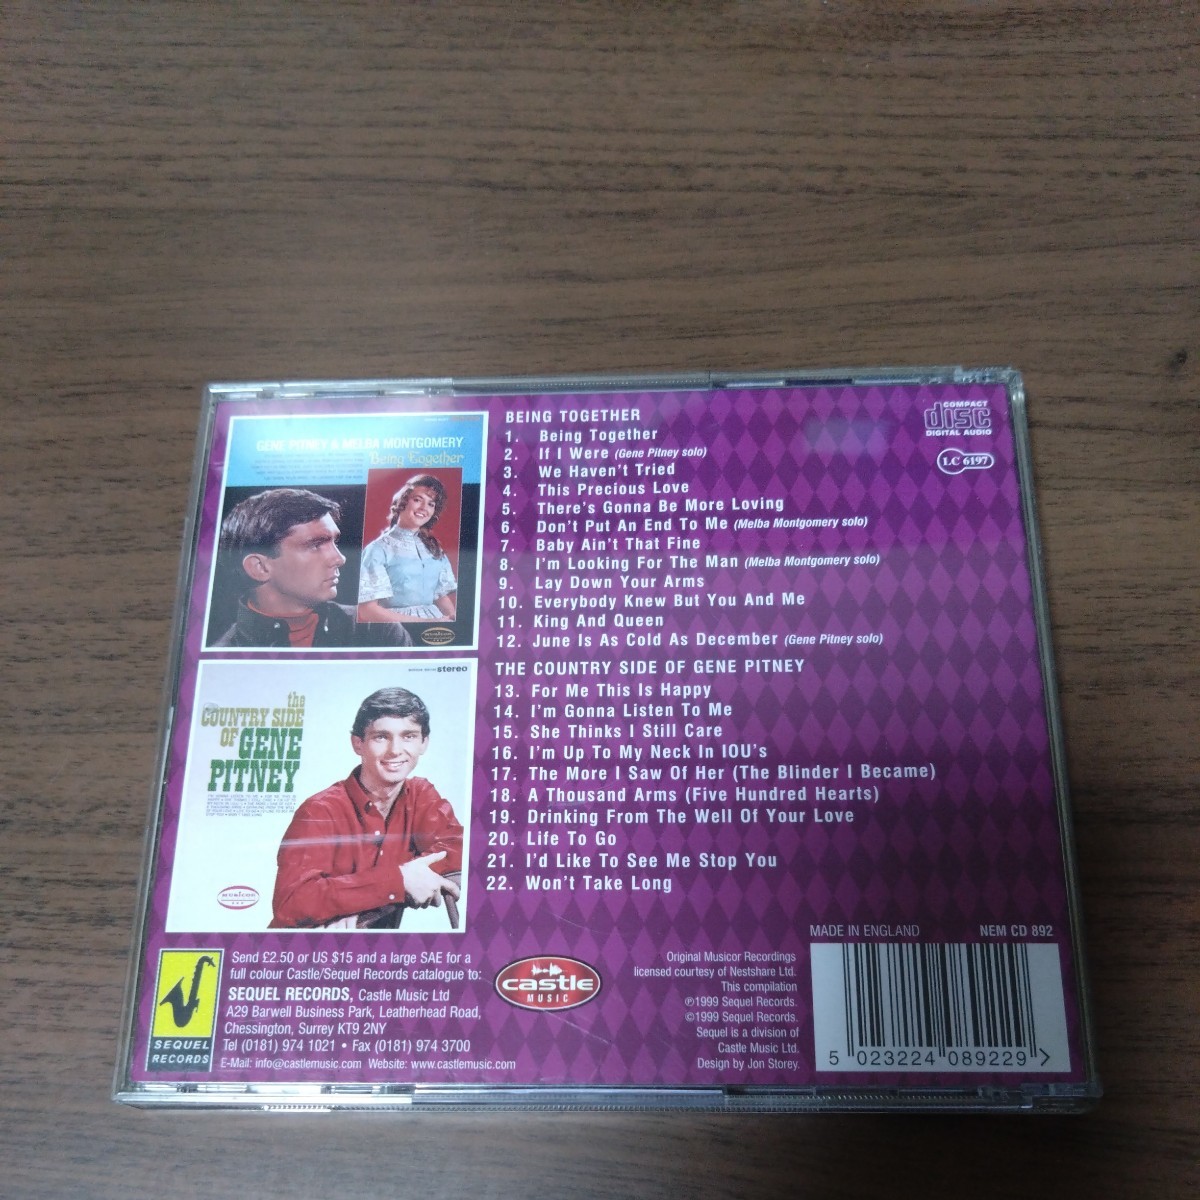 GENE PITNEY & MELBA MONTGOMERY
Being Together
MUSICOR
stereo
the
COUNTRY SIDE
OF GENE
PITNEY
MUSICOR
BEING TOGETHER
1. Being Together
2. If I Were (Gene Pitney solo)
3. We Haven't Tried
4. This Precious Love
5. There's Gonna Be More Loving
6. Don't Put An End To Me (Melba Montgomery solo)
7. Baby Ain't That Fine
8. I'm Looking For The Man (Melba Montgomery solo)
9. Lay Down Your Arms
10. Everybody Knew But You And Me
11. King And Queen
12. June Is As Cold As December (Gene Pitney solo)
THE COUNTRY SIDE OF GENE PITNEY
13. For Me This Is Happy
14. I'm Gonna Listen To Me
15. She Thinks I Still Care
16. I'm Up To My Neck In IOU's
17. The More I Saw Of Her (The Blinder I Became)
18. A Thousand Arms (Five Hundred Hearts)
19. Drinking From The Well Of Your Love
20. Life To Go
21. I'd Like To See Me Stop You
22. Won't Take Long
COMPACT
disc
DIGITAL AUDIO
LC 6197
SEQUEL
RECORDS
Send £2.50 or US $15 and a large SAE for a
full colour Castle/Sequel Records catalogue to:
SEQUEL RECORDS, Castle Music Ltd
A29 Barwell Business Park, Leatherhead Road,
Chessington, Surrey KT9 2NY
Tel (0181) 974 1021 • Fax (0181) 974 3700
E-Mail: info@castlemusic.com Website: www.castlemusic.com
castle
MUSIC
Original Musicor Recordings
licensed courtesy of Nestshare Ltd.
This compilation
℗1999 Sequel Records.
©1999 Sequel Records.
Sequel is a division of
Castle Music Ltd.
Design by Jon Storey.
MADE IN ENGLAND NEM CD 892
5 023224 089229 >